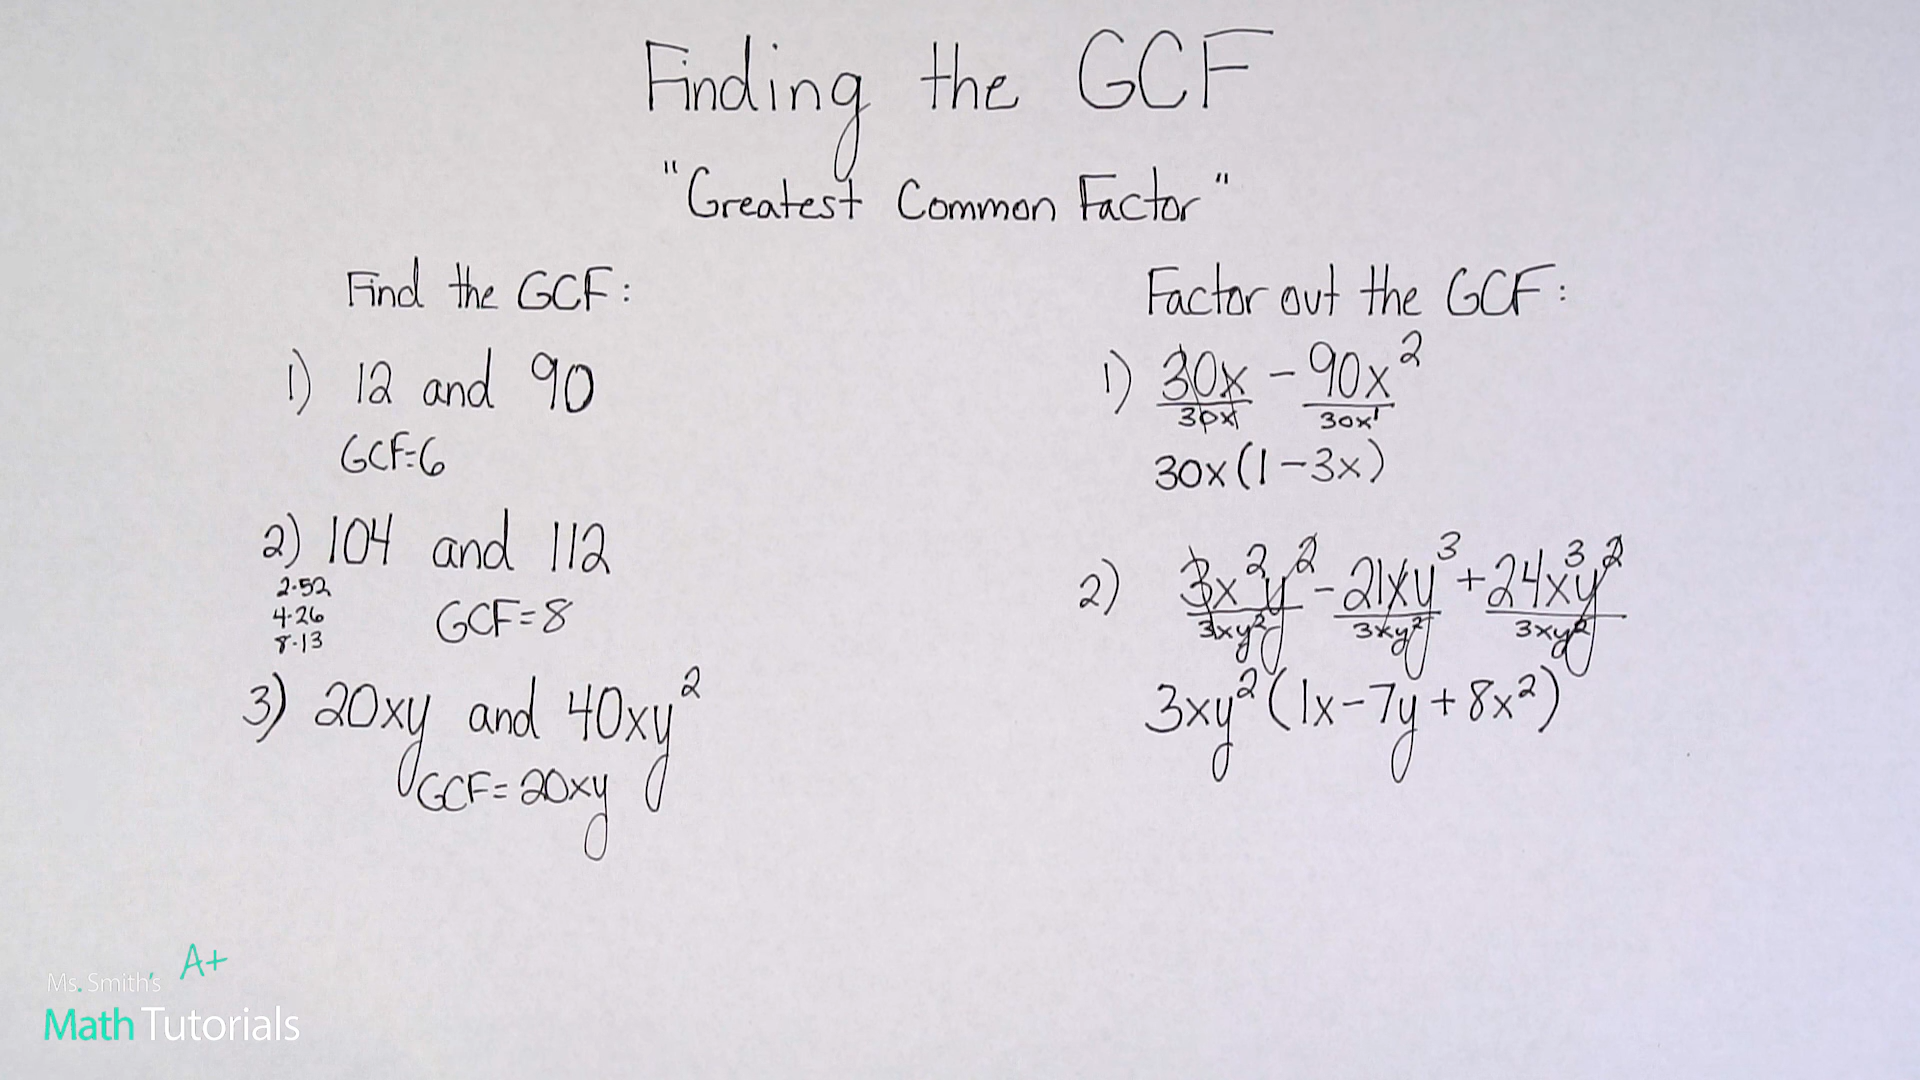 Finding the GCF
"Greatest Common Factor"
Find the GCF:
1) 12 and 90
GCF=6
2) 104 and 112
2·52
4·26
8·13
GCF=8
3) 20xy and 40xy²
GCF=20xy
Factor out the GCF:
1) 30x - 90x²
30x 30x¹
30x(1-3x)
2) 3x²y² - 21xy³ + 24x³y²
3xy² 3xy² 3xy²
3xy²(1x-7y+8x²)
A+
Ms. Smith's
Math Tutorials